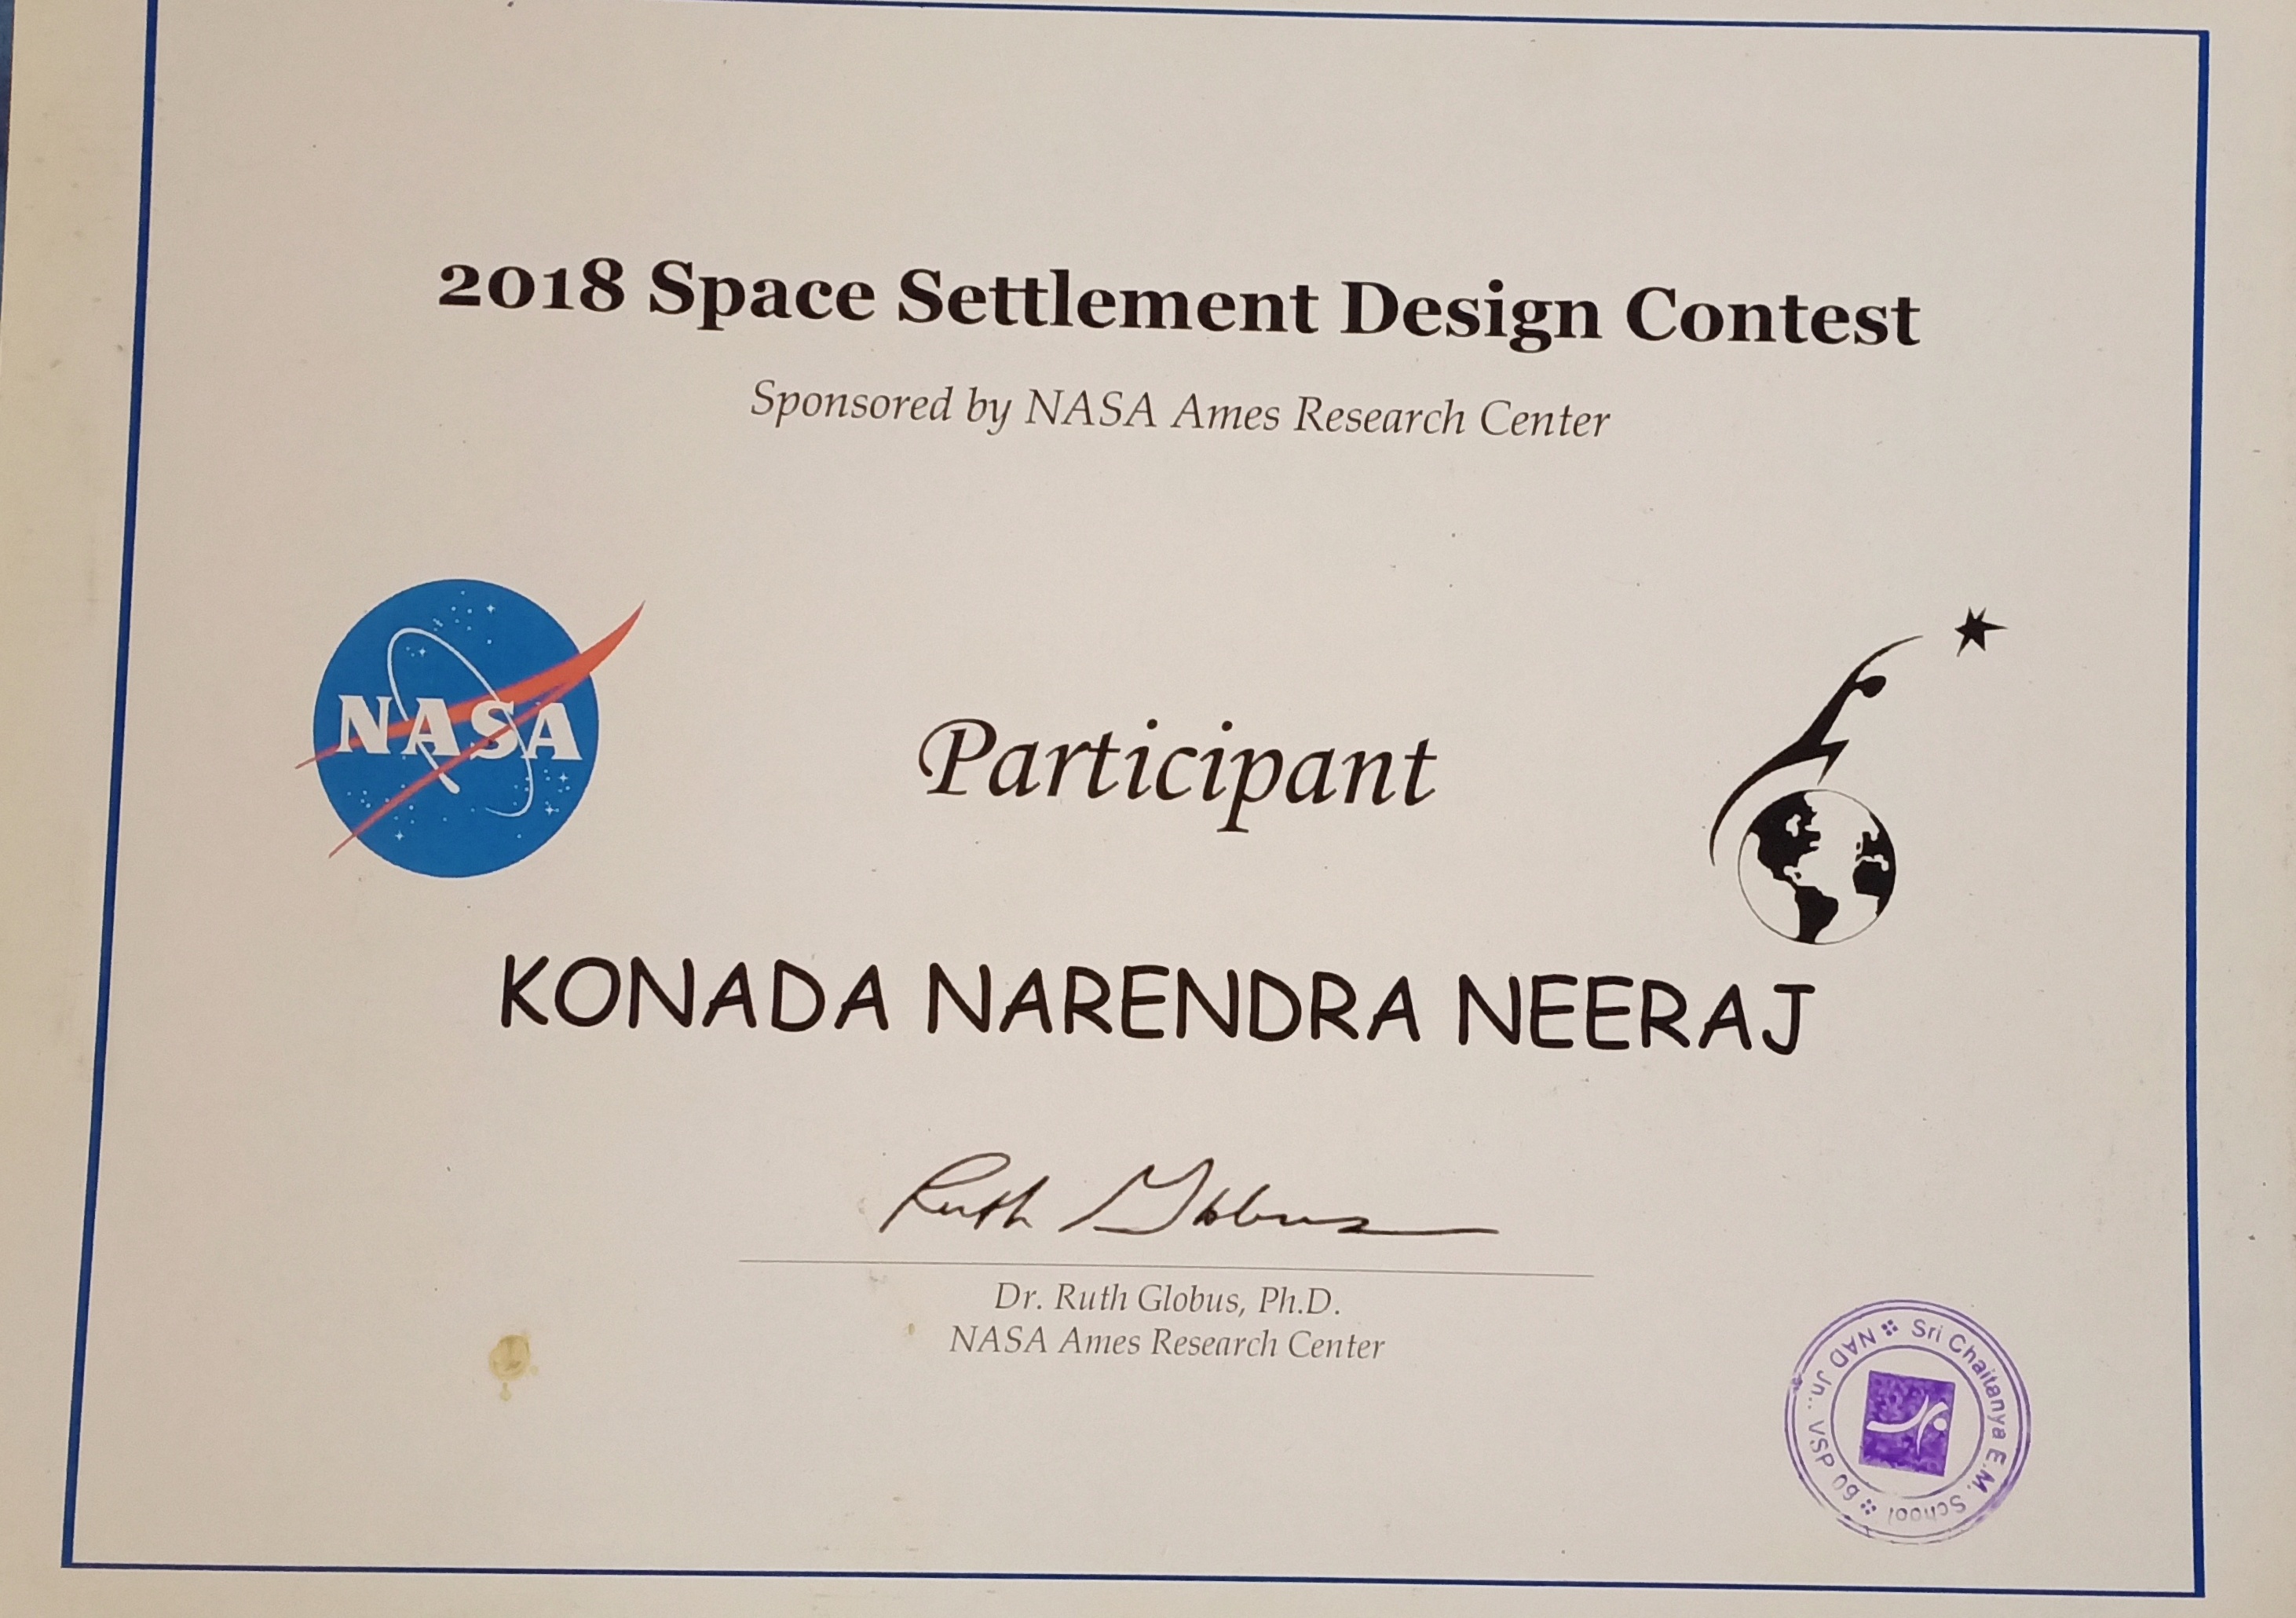 2018 Space Settlement Design Contest
Sponsored by NASA Ames Research Center
NASA
Participant
KONADA NARENDRA NEERAJ
Ruth Globus
Dr. Ruth Globus, Ph.D.
NASA Ames Research Center
Sri Chaitanya E.M. School
NAD Jn., VSP 09